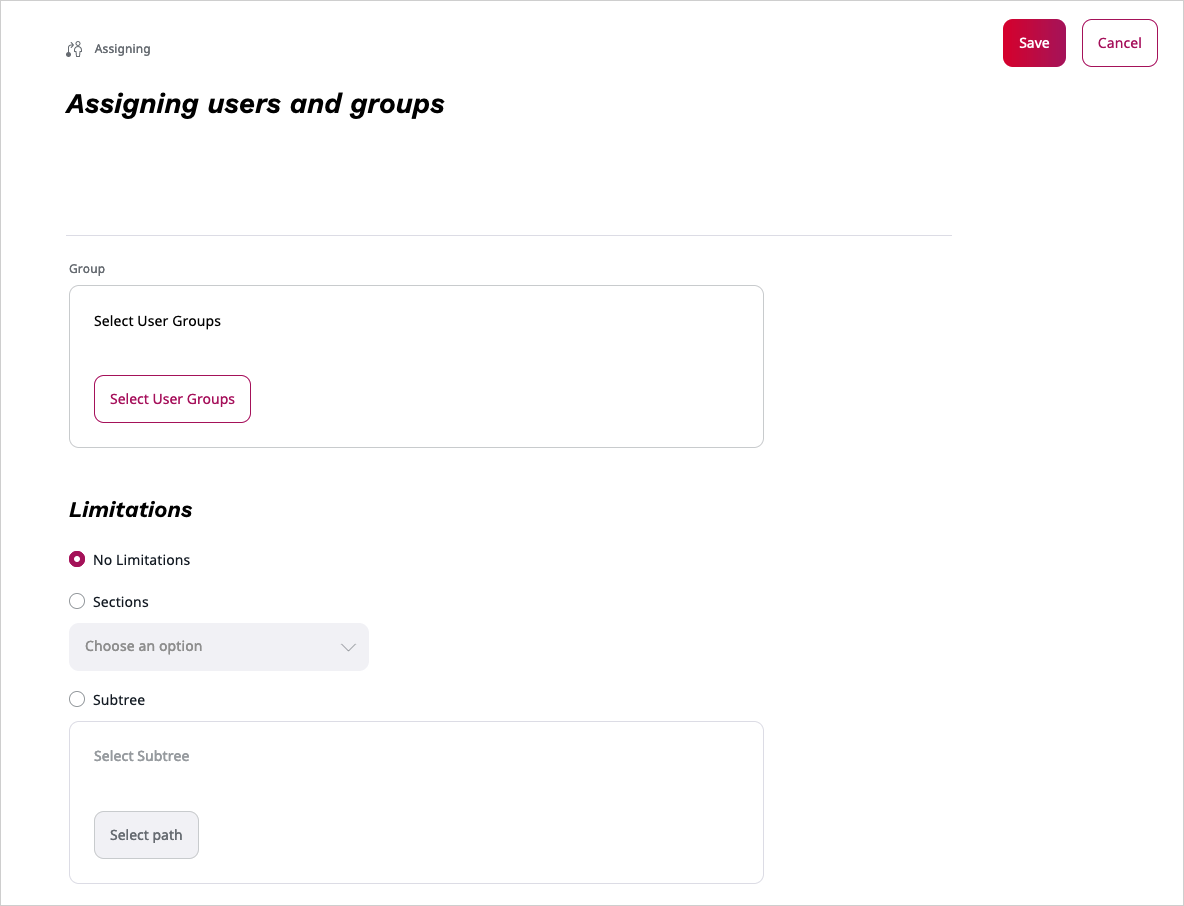 Assigning
Save
Cancel
Assigning users and groups
Group
Select User Groups
Select User Groups
Limitations
No Limitations
Sections
Choose an option
Subtree
Select Subtree
Select path